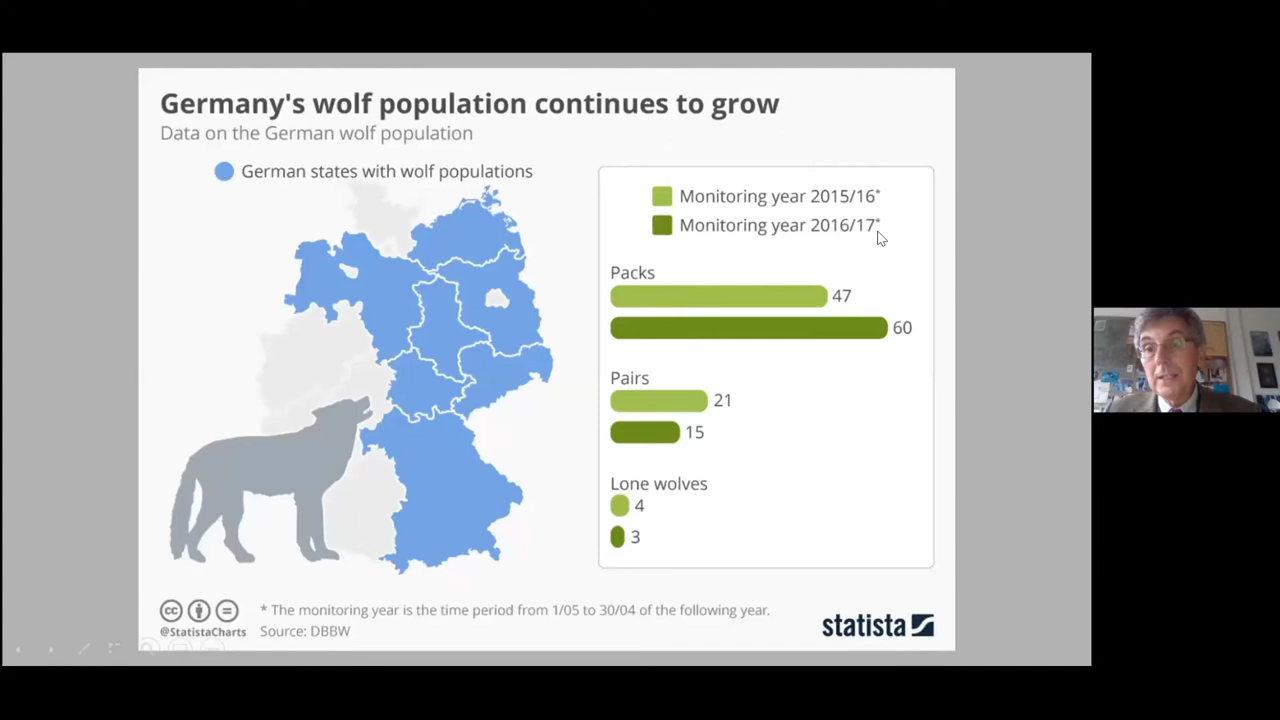 Germany's wolf population continues to grow
Data on the German wolf population
German states with wolf populations
Monitoring year 2015/16*
Monitoring year 2016/17*
Packs
47
60
Pairs
21
15
Lone wolves
4
3
* The monitoring year is the time period from 1/05 to 30/04 of the following year.
@StatistaCharts Source: DBBW
cc
statista